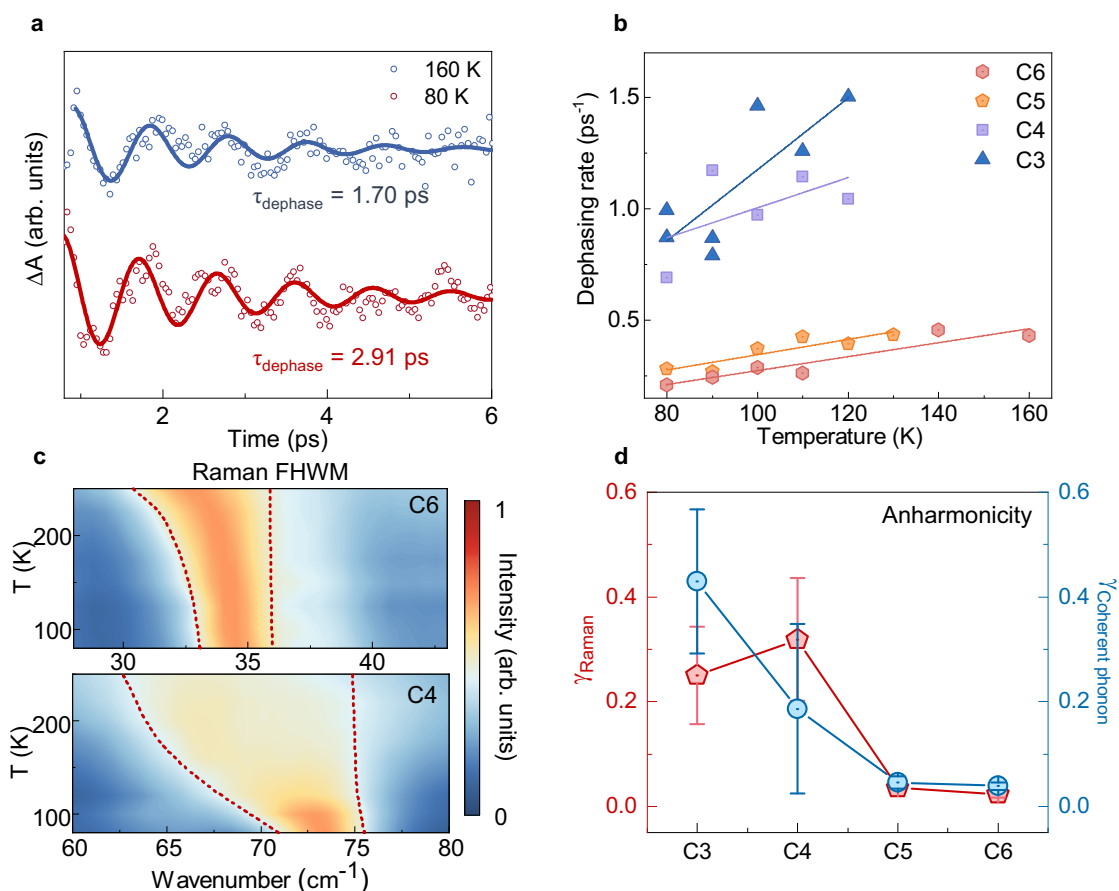 a
160 K
80 K
ΔA (arb. units)
τdephase = 1.70 ps
τdephase = 2.91 ps
2
4
6
Time (ps)
b
C6
C5
C4
C3
Dephasing rate (ps⁻¹)
1.5
1.0
0.5
80
100
120
140
160
Temperature (K)
c
Raman FHWM
C6
T (K)
200
100
30
35
40
C4
T (K)
200
100
60
65
70
75
80
Wavenumber (cm⁻¹)
1
0
Intensity (arb. units)
d
Anharmonicity
γRaman
0.6
0.4
0.2
0.0
0.6
0.4
0.2
0.0
γCoherent phonon
C3
C4
C5
C6